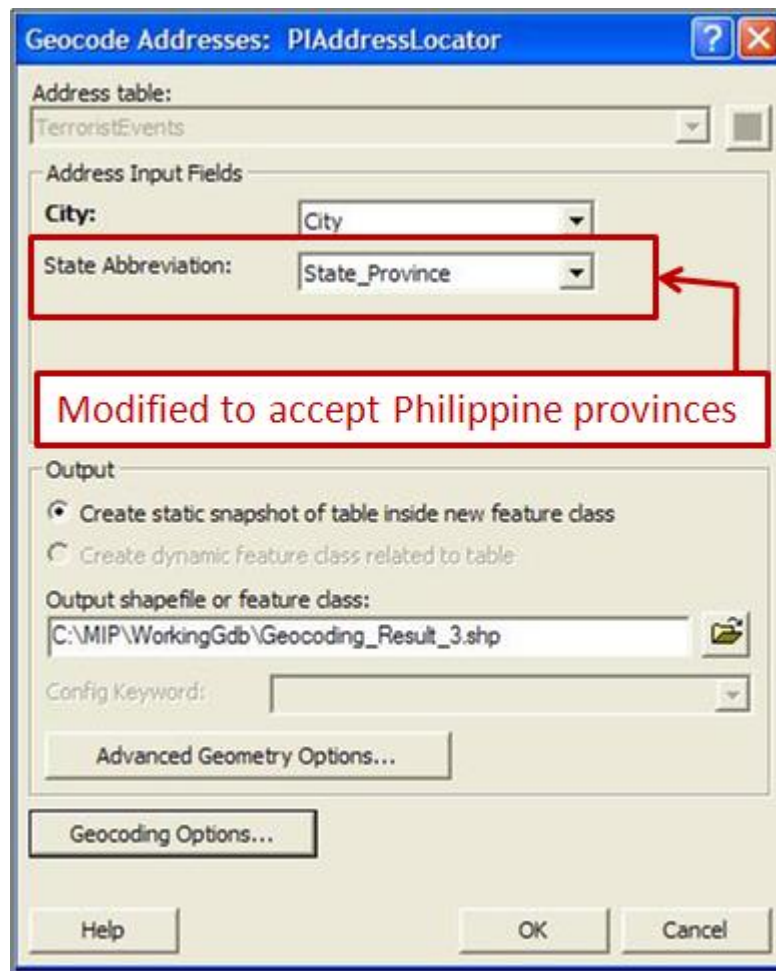 Geocode Addresses: PIAddressLocator
Address table:
TerroristEvents
Address Input Fields
City: City
State Abbreviation: State_Province
Modified to accept Philippine provinces
Output
Create static snapshot of table inside new feature class
Create dynamic feature class related to table
Output shapefile or feature class:
C:\MIP\WorkingGdb\Geocoding_Result_3.shp
Config Keyword:
Advanced Geometry Options...
Geocoding Options...
Help OK Cancel